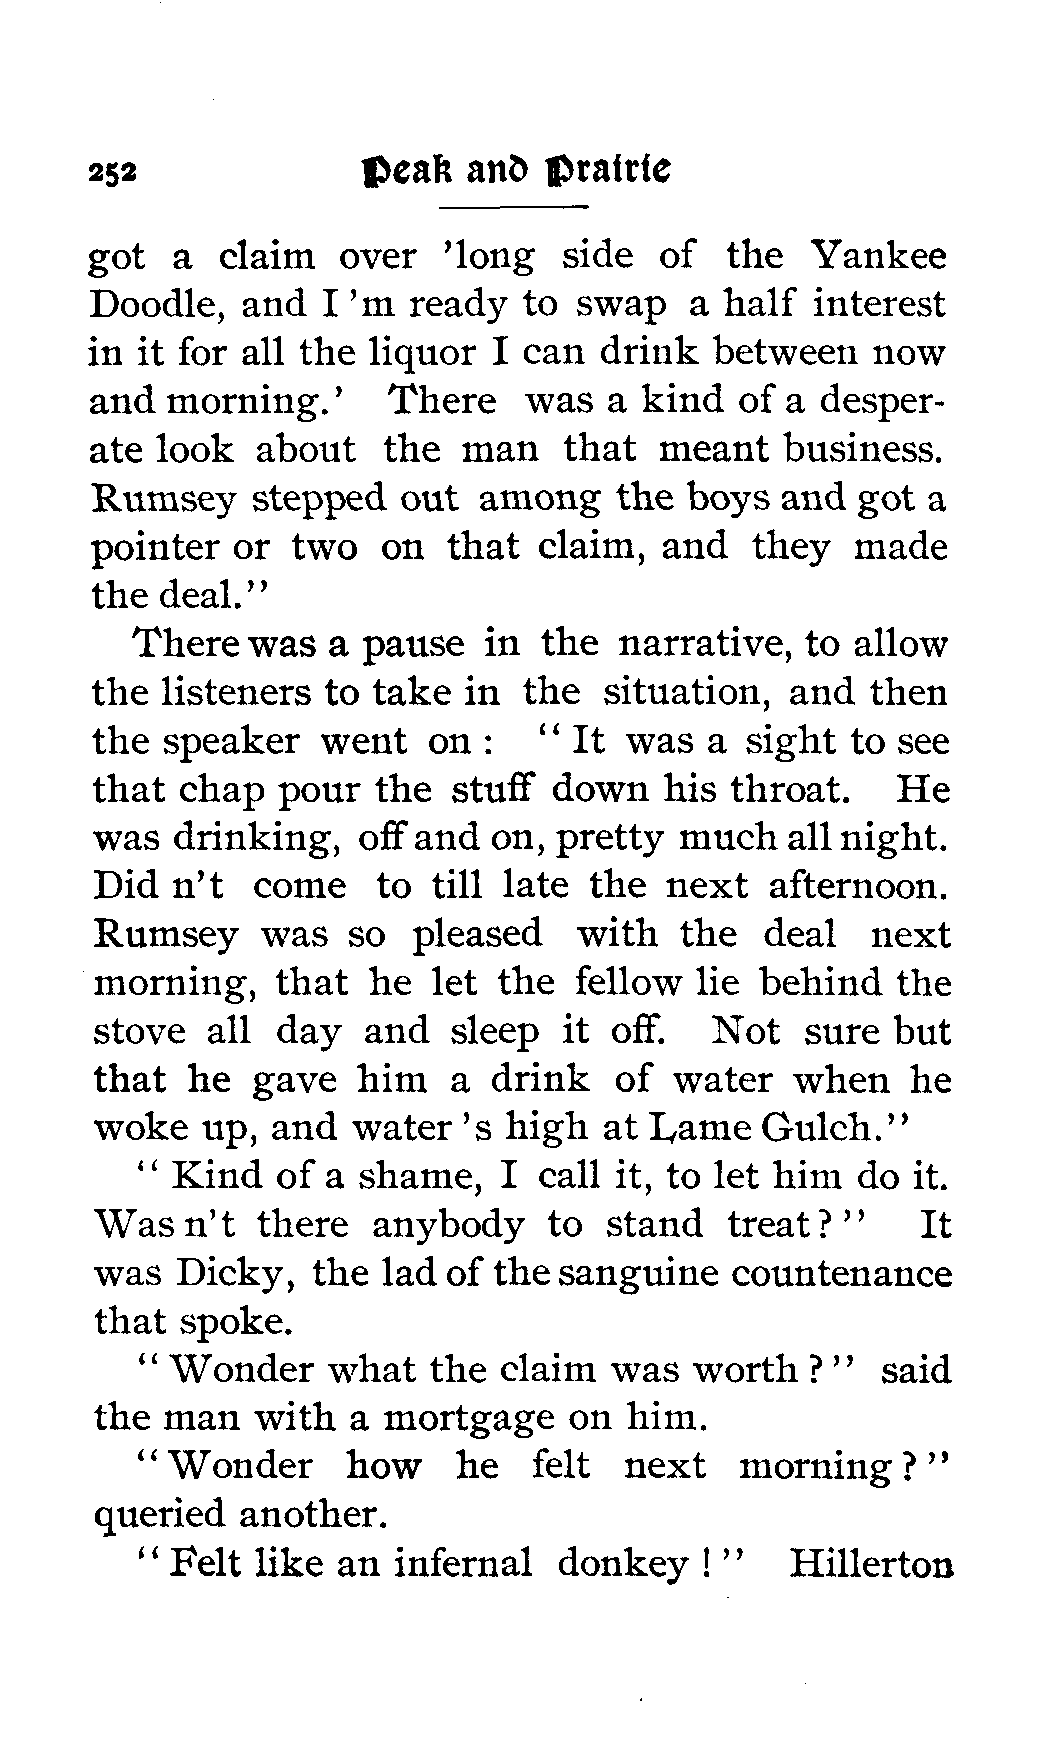 252 Peak and Prairie
got a claim over 'long side of the Yankee
Doodle, and I 'm ready to swap a half interest
in it for all the liquor I can drink between now
and morning.' There was a kind of a desper-
ate look about the man that meant business.
Rumsey stepped out among the boys and got a
pointer or two on that claim, and they made
the deal."
There was a pause in the narrative, to allow
the listeners to take in the situation, and then
the speaker went on : " It was a sight to see
that chap pour the stuff down his throat. He
was drinking, off and on, pretty much all night.
Did n't come to till late the next afternoon.
Rumsey was so pleased with the deal next
morning, that he let the fellow lie behind the
stove all day and sleep it off. Not sure but
that he gave him a drink of water when he
woke up, and water 's high at Lame Gulch."
" Kind of a shame, I call it, to let him do it.
Was n't there anybody to stand treat? " It
was Dicky, the lad of the sanguine countenance
that spoke.
" Wonder what the claim was worth ? " said
the man with a mortgage on him.
" Wonder how he felt next morning ? "
queried another.
" Felt like an infernal donkey ! " Hillerton